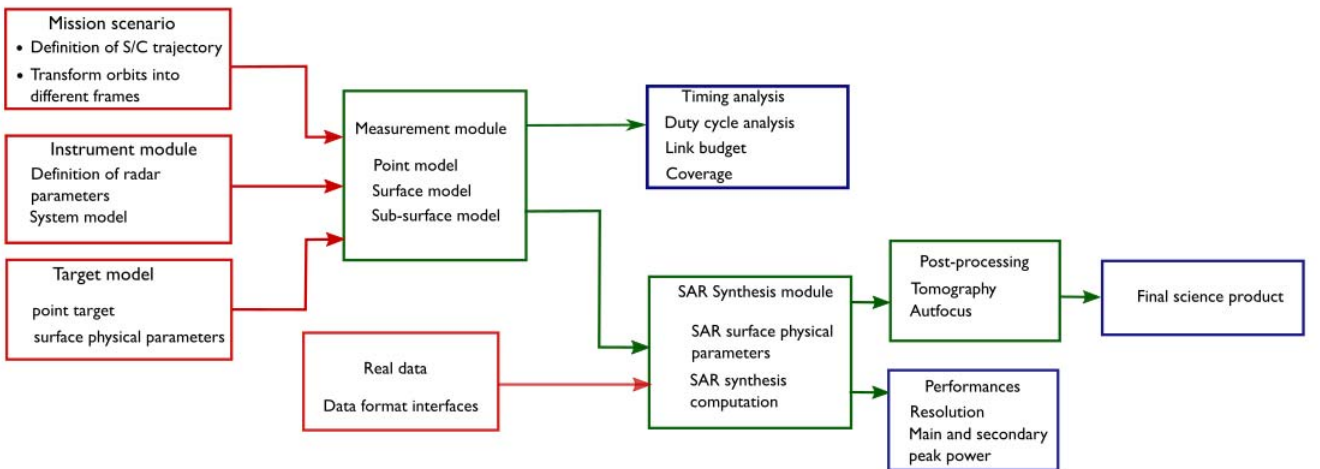 Mission scenario
• Definition of S/C trajectory
• Transform orbits into
different frames
Instrument module
Definition of radar
parameters
System model
Target model
point target
surface physical parameters
Measurement module
Point model
Surface model
Sub-surface model
Real data
Data format interfaces
Timing analysis
Duty cycle analysis
Link budget
Coverage
SAR Synthesis module
SAR surface physical
parameters
SAR synthesis
computation
Post-processing
Tomography
Autfocus
Performances
Resolution
Main and secondary
peak power
Final science product